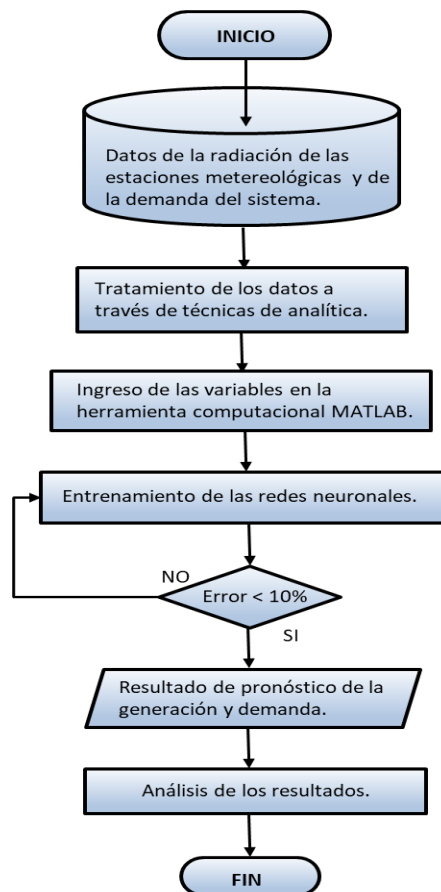 INICIO
Datos de la radiación de las
estaciones metereológicas y de
la demanda del sistema.
Tratamiento de los datos a
través de técnicas de analítica.
Ingreso de las variables en la
herramienta computacional MATLAB.
Entrenamiento de las redes neuronales.
NO
Error < 10%
SI
Resultado de pronóstico de la
generación y demanda.
Análisis de los resultados.
FIN